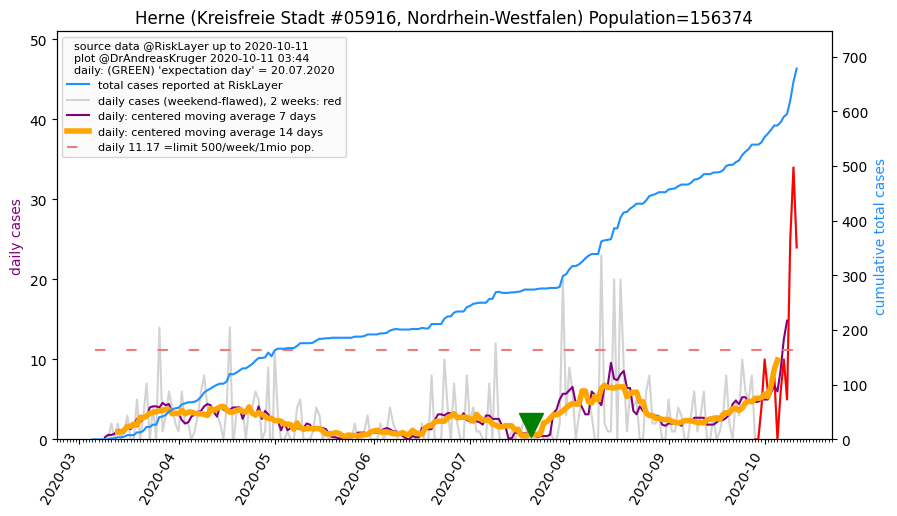 Herne (Kreisfreie Stadt #05916, Nordrhein-Westfalen) Population=156374
source data @RiskLayer up to 2020-10-11
plot @DrAndreasKruger 2020-10-11 03:44
daily: (GREEN) 'expectation day' = 20.07.2020
total cases reported at RiskLayer
daily cases (weekend-flawed), 2 weeks: red
daily: centered moving average 7 days
daily: centered moving average 14 days
daily 11.17 =limit 500/week/1mio pop.
daily cases
50
40
30
20
10
0
cumulative total cases
700
600
500
400
300
200
100
0
2020-03
2020-04
2020-05
2020-06
2020-07
2020-08
2020-09
2020-10